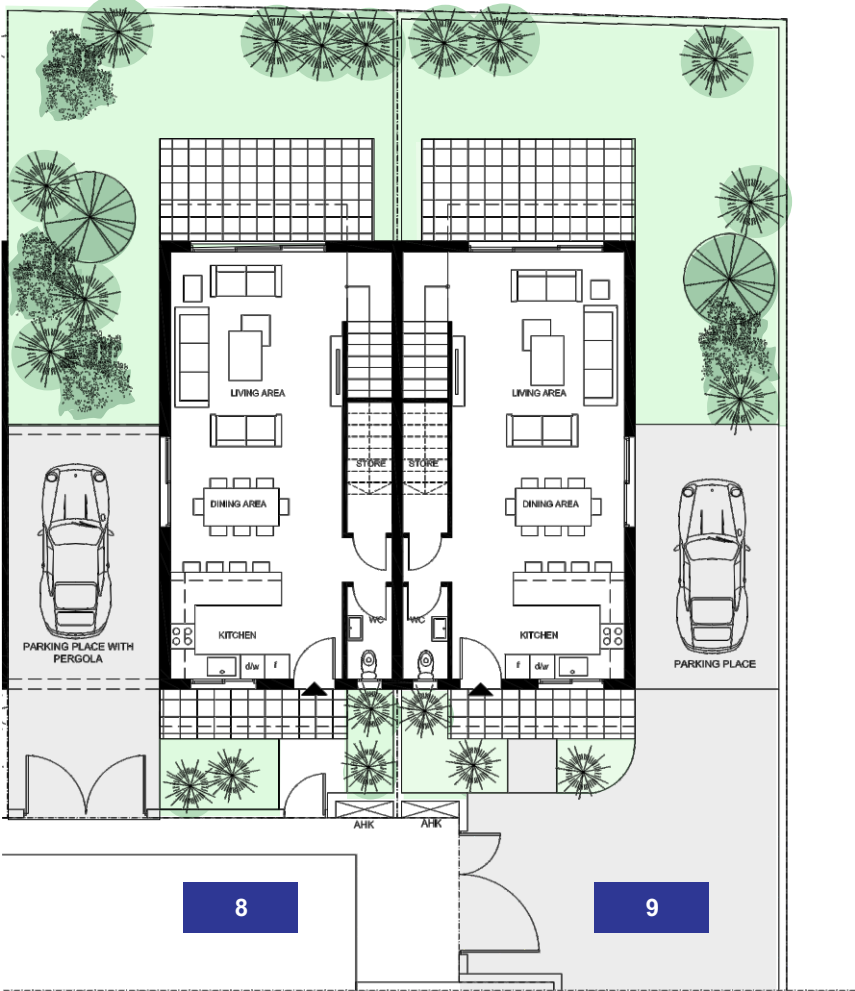 LIVING AREA
LIVING AREA
STORE
STORE
DINING AREA
DINING AREA
WC
WC
KITCHEN
KITCHEN
d/w
f
f
d/w
PARKING PLACE WITH
PERGOLA
PARKING PLACE
AHK
AHK
8
9